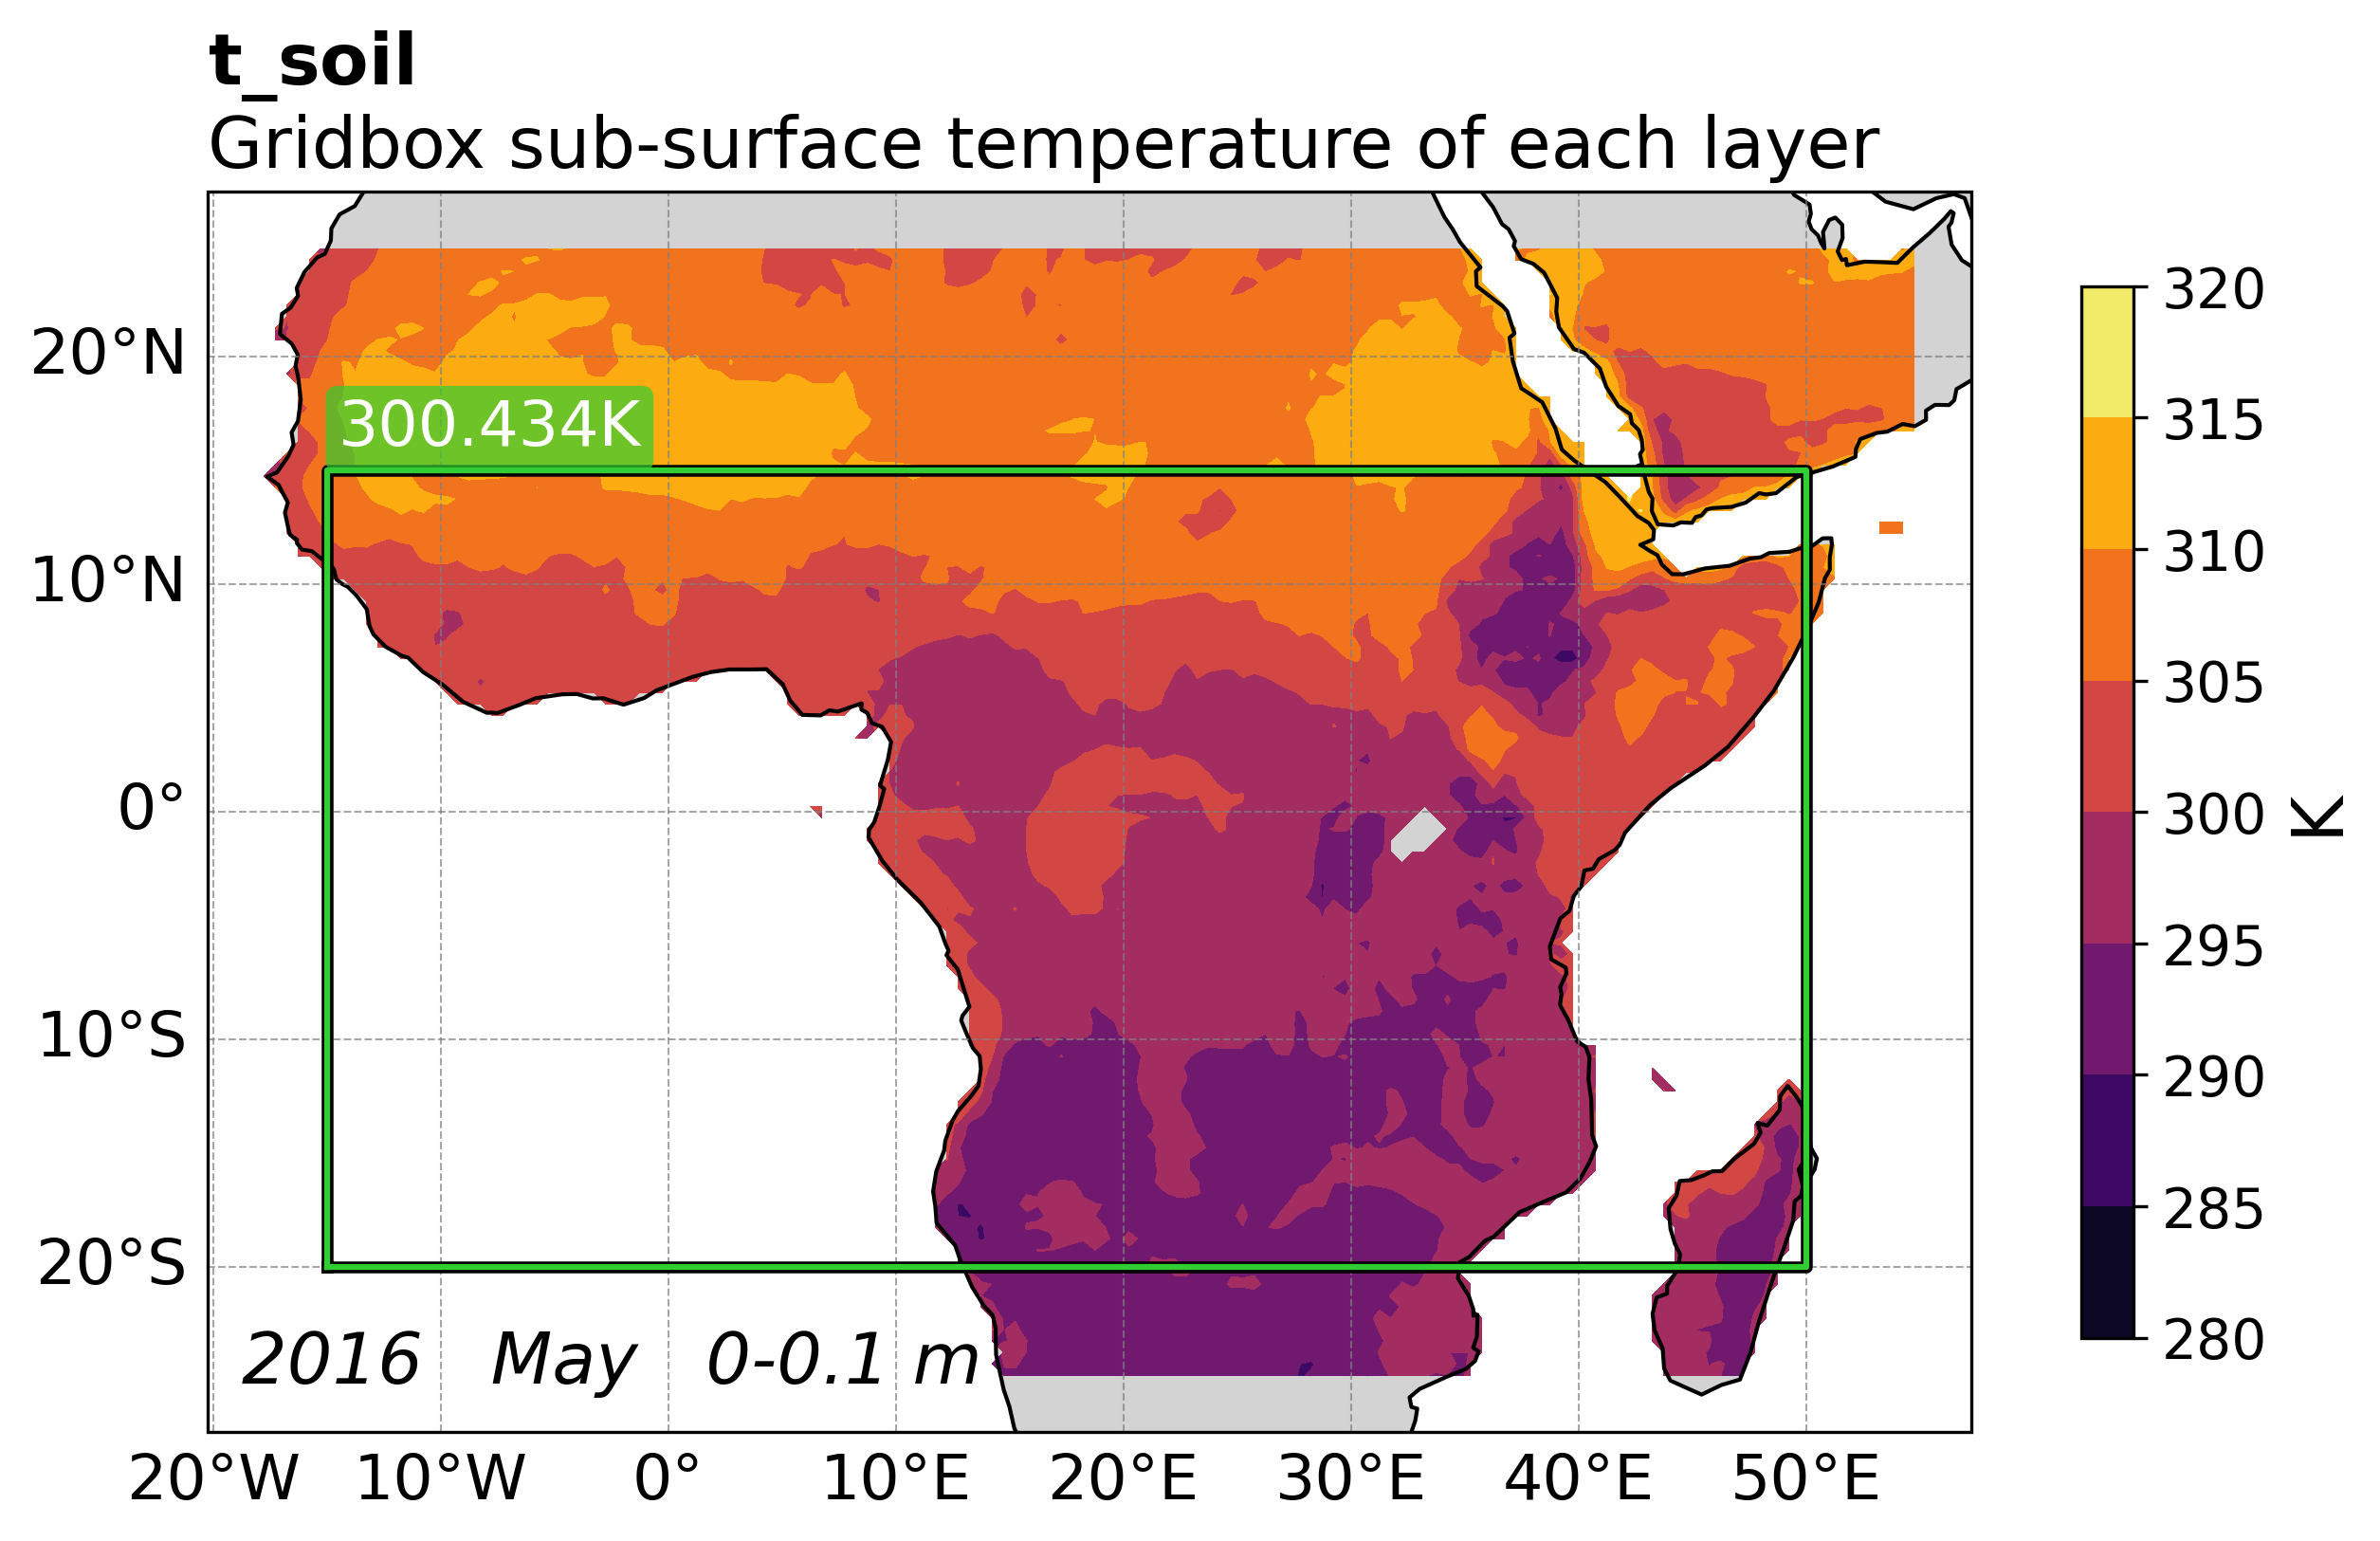 t_soil
Gridbox sub-surface temperature of each layer
20°N
10°N
0°
10°S
20°S
300.434K
2016 May 0-0.1 m
20°W 10°W 0° 10°E 20°E 30°E 40°E 50°E
320
315
310
305
300
295
290
285
280
K